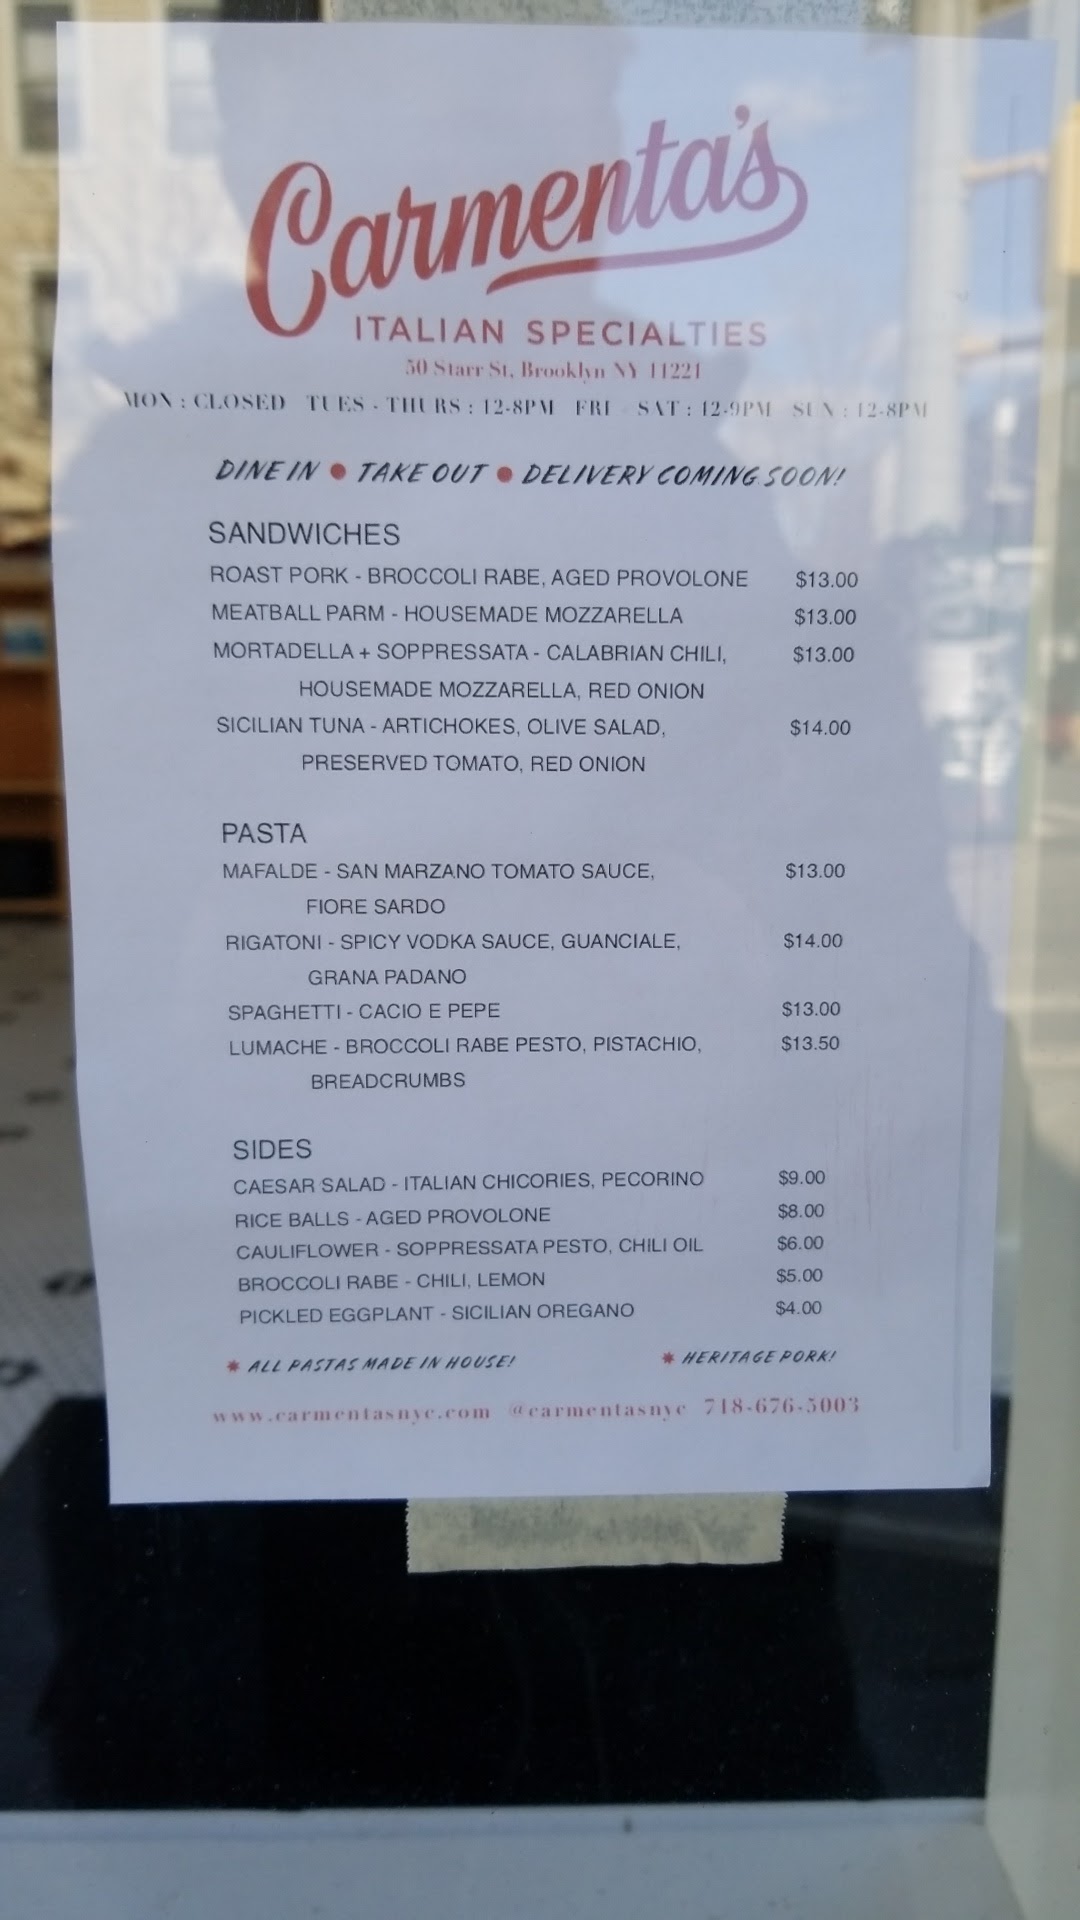 Carmenta's
ITALIAN SPECIALTIES
50 Starr St, Brooklyn NY 11221
MON : CLOSED TUES - THURS : 12-8PM FRI - SAT : 12-9PM SUN : 12-8PM
DINE IN • TAKE OUT • DELIVERY COMING SOON!
SANDWICHES
ROAST PORK - BROCCOLI RABE, AGED PROVOLONE $13.00
MEATBALL PARM - HOUSEMADE MOZZARELLA $13.00
MORTADELLA + SOPPRESSATA - CALABRIAN CHILI, $13.00
HOUSEMADE MOZZARELLA, RED ONION
SICILIAN TUNA - ARTICHOKES, OLIVE SALAD, $14.00
PRESERVED TOMATO, RED ONION
PASTA
MAFALDE - SAN MARZANO TOMATO SAUCE, $13.00
FIORE SARDO
RIGATONI - SPICY VODKA SAUCE, GUANCIALE, $14.00
GRANA PADANO
SPAGHETTI - CACIO E PEPE $13.00
LUMACHE - BROCCOLI RABE PESTO, PISTACHIO, $13.50
BREADCRUMBS
SIDES
CAESAR SALAD - ITALIAN CHICORIES, PECORINO $9.00
RICE BALLS - AGED PROVOLONE $8.00
CAULIFLOWER - SOPPRESSATA PESTO, CHILI OIL $6.00
BROCCOLI RABE - CHILI, LEMON $5.00
PICKLED EGGPLANT - SICILIAN OREGANO $4.00
* ALL PASTAS MADE IN HOUSE! * HERITAGE PORK!
www.carmentasnyc.com @carmentasnyc 718-676-5003